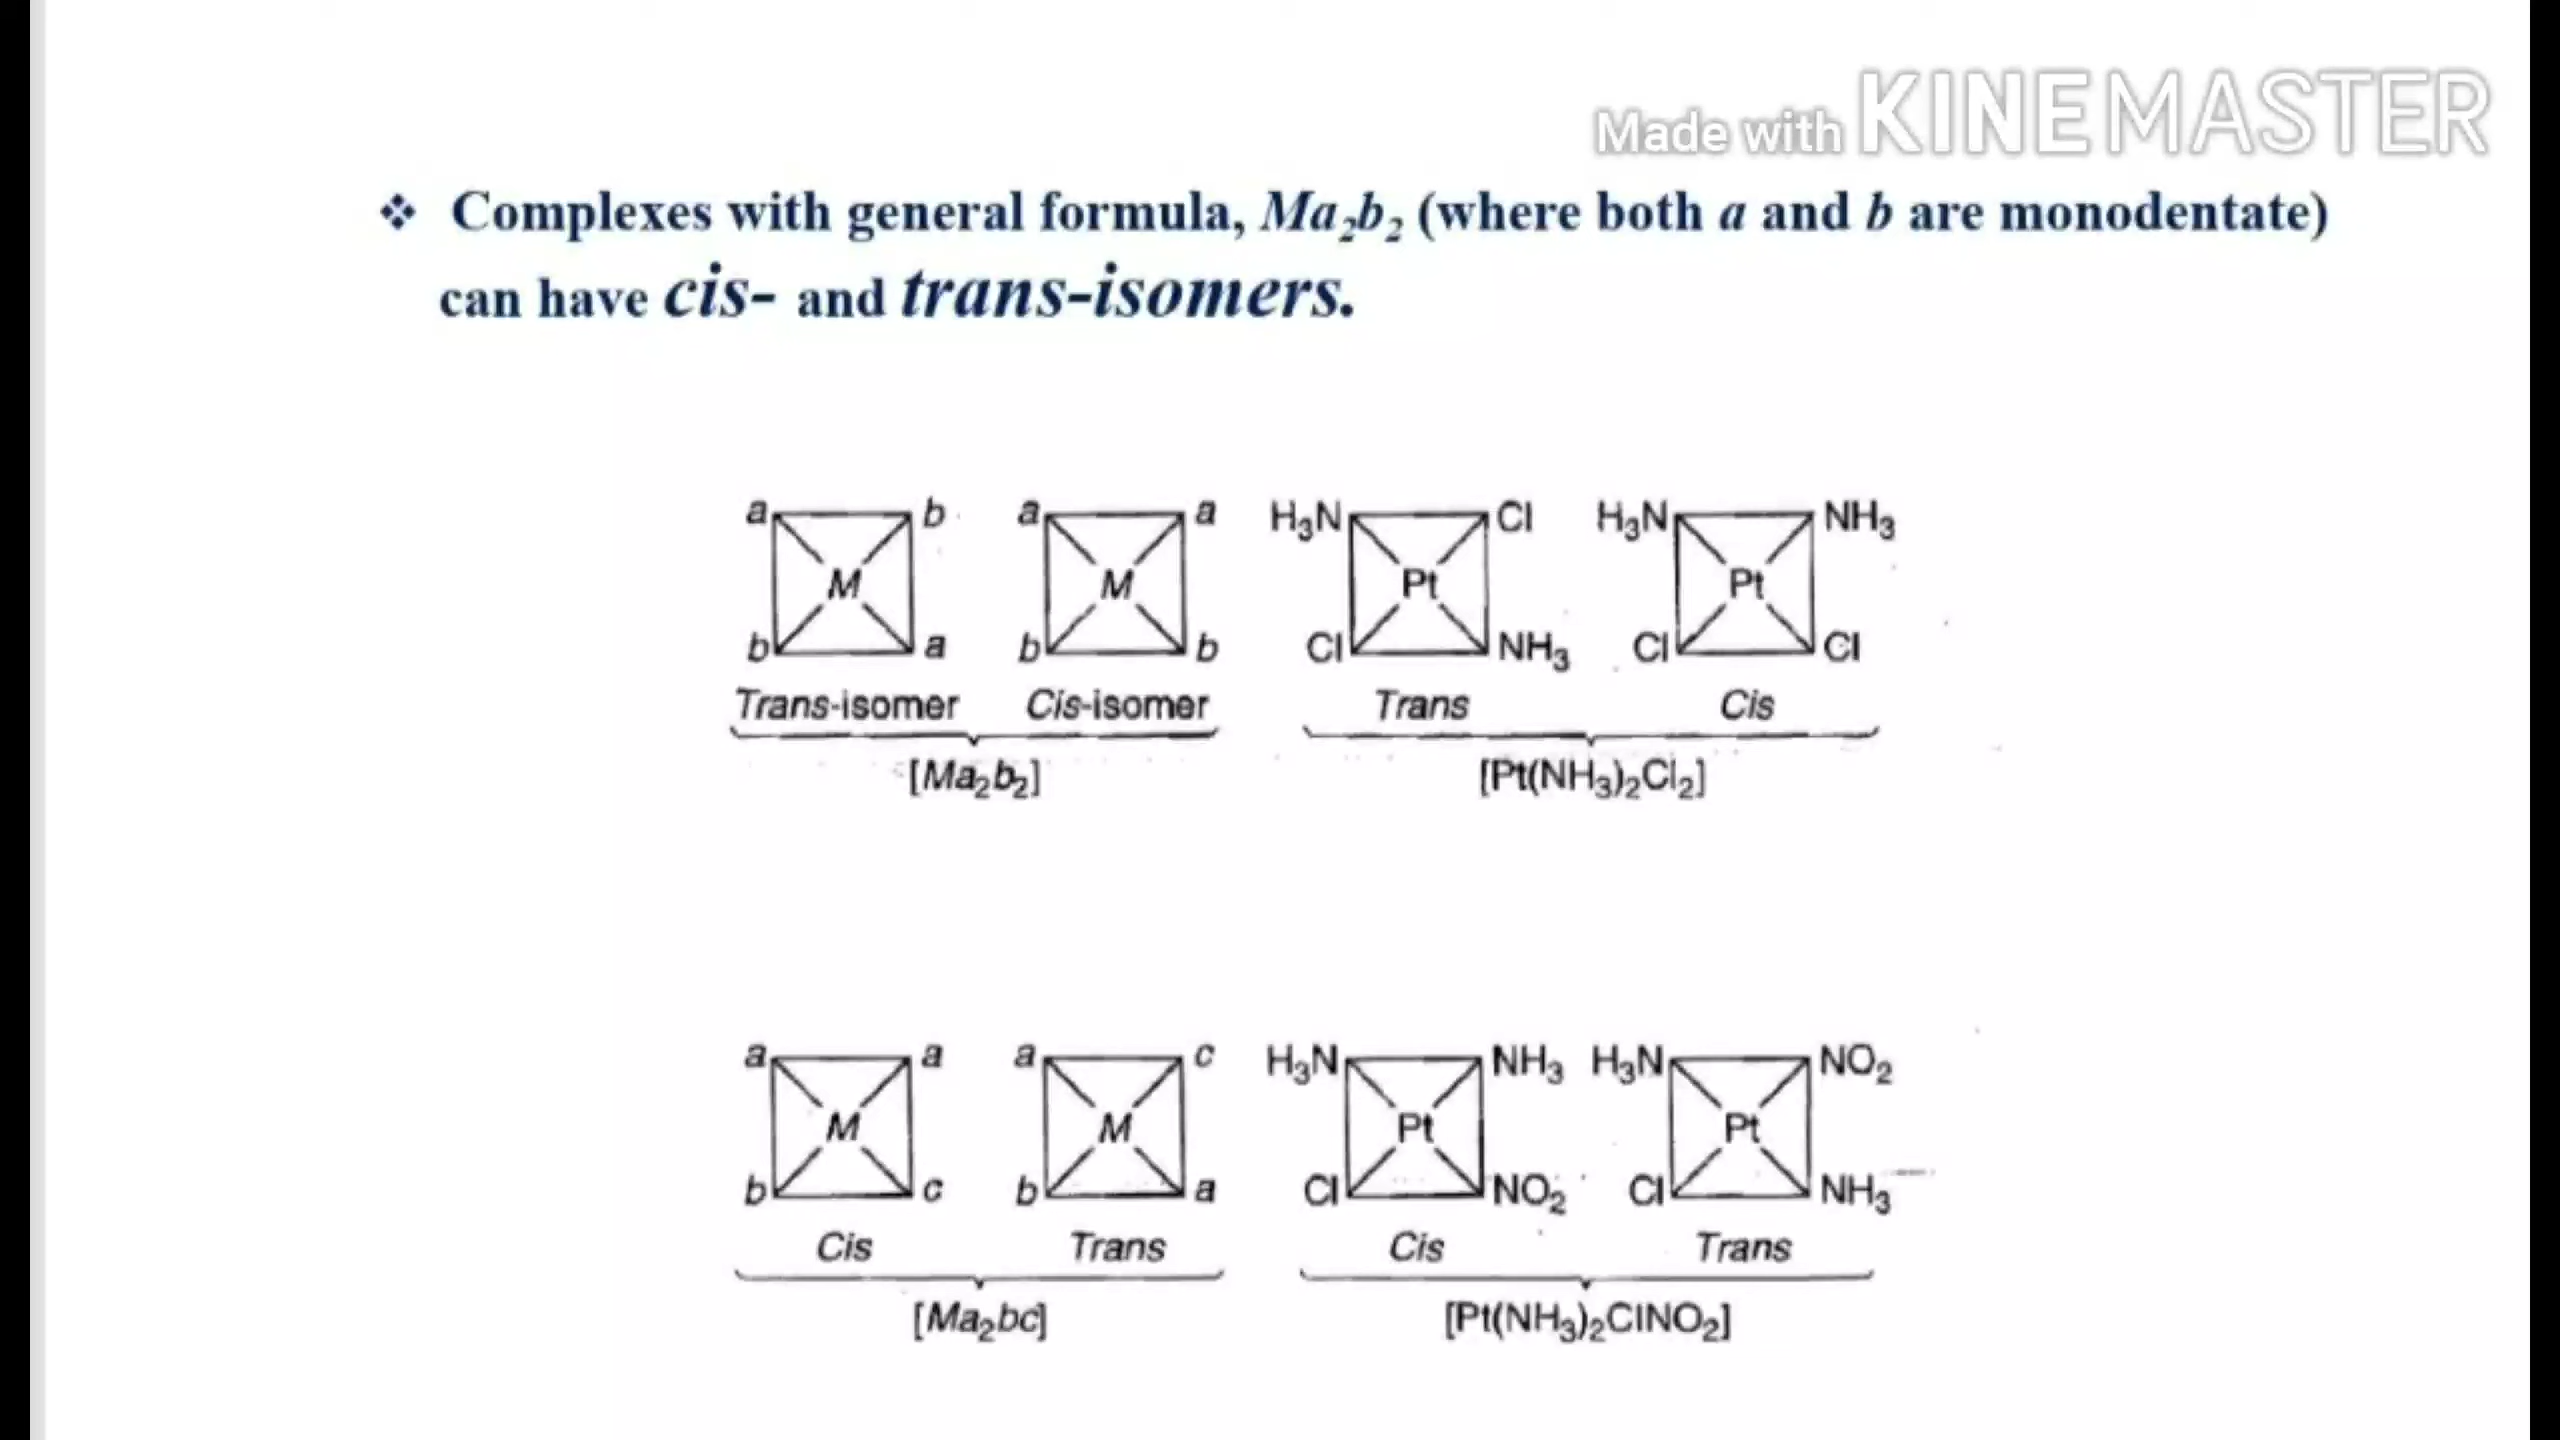 Made with KINEMASTER
❖ Complexes with general formula, Ma₂b₂ (where both a and b are monodentate)
can have cis- and trans-isomers.
a b a a H₃N Cl H₃N NH₃
M M Pt Pt
b a b b Cl NH₃ Cl Cl
Trans-isomer Cis-isomer Trans Cis
[Ma₂b₂] [Pt(NH₃)₂Cl₂]
a a a c H₃N NH₃ H₃N NO₂
M M Pt Pt
b c b a Cl NO₂ Cl NH₃
Cis Trans Cis Trans
[Ma₂bc] [Pt(NH₃)₂ClNO₂]